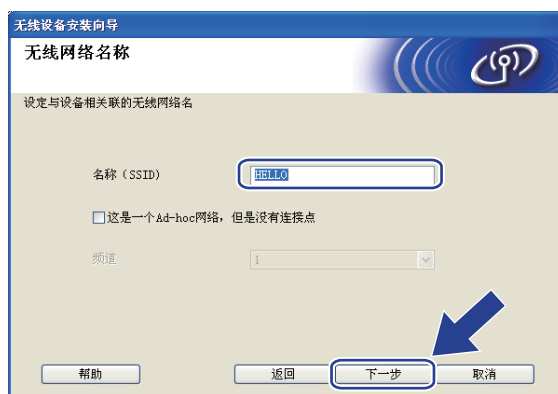 无线设备安装向导
无线网络名称
设定与设备相关联的无线网络名
名称（SSID） HELLO
这是一个Ad-hoc网络，但是没有连接点
频道 1
帮助 返回 下一步 取消